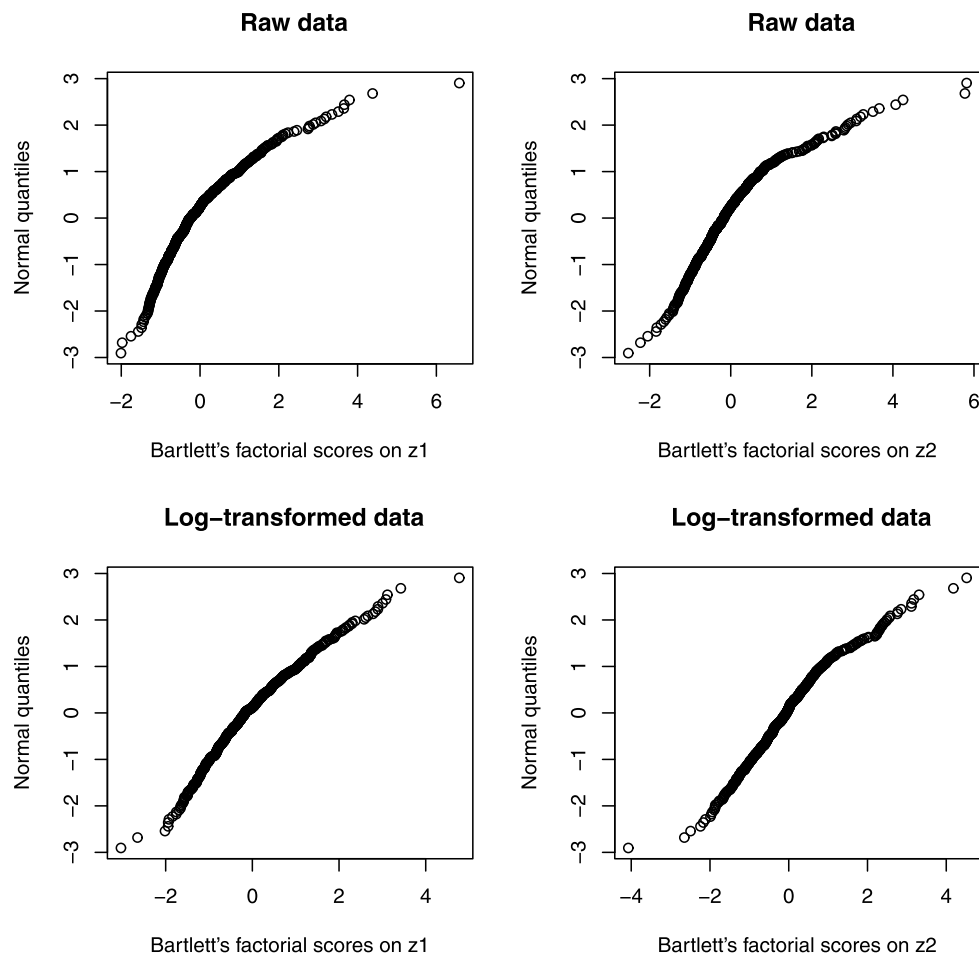 Raw data
Raw data
Normal quantiles
3
2
1
0
−1
−2
−3
−2 0 2 4 6
Bartlett’s factorial scores on z1
Normal quantiles
3
2
1
0
−1
−2
−3
−2 0 2 4 6
Bartlett’s factorial scores on z2
Log−transformed data
Log−transformed data
Normal quantiles
3
2
1
0
−1
−2
−3
−2 0 2 4
Bartlett’s factorial scores on z1
Normal quantiles
3
2
1
0
−1
−2
−3
−4 −2 0 2 4
Bartlett’s factorial scores on z2